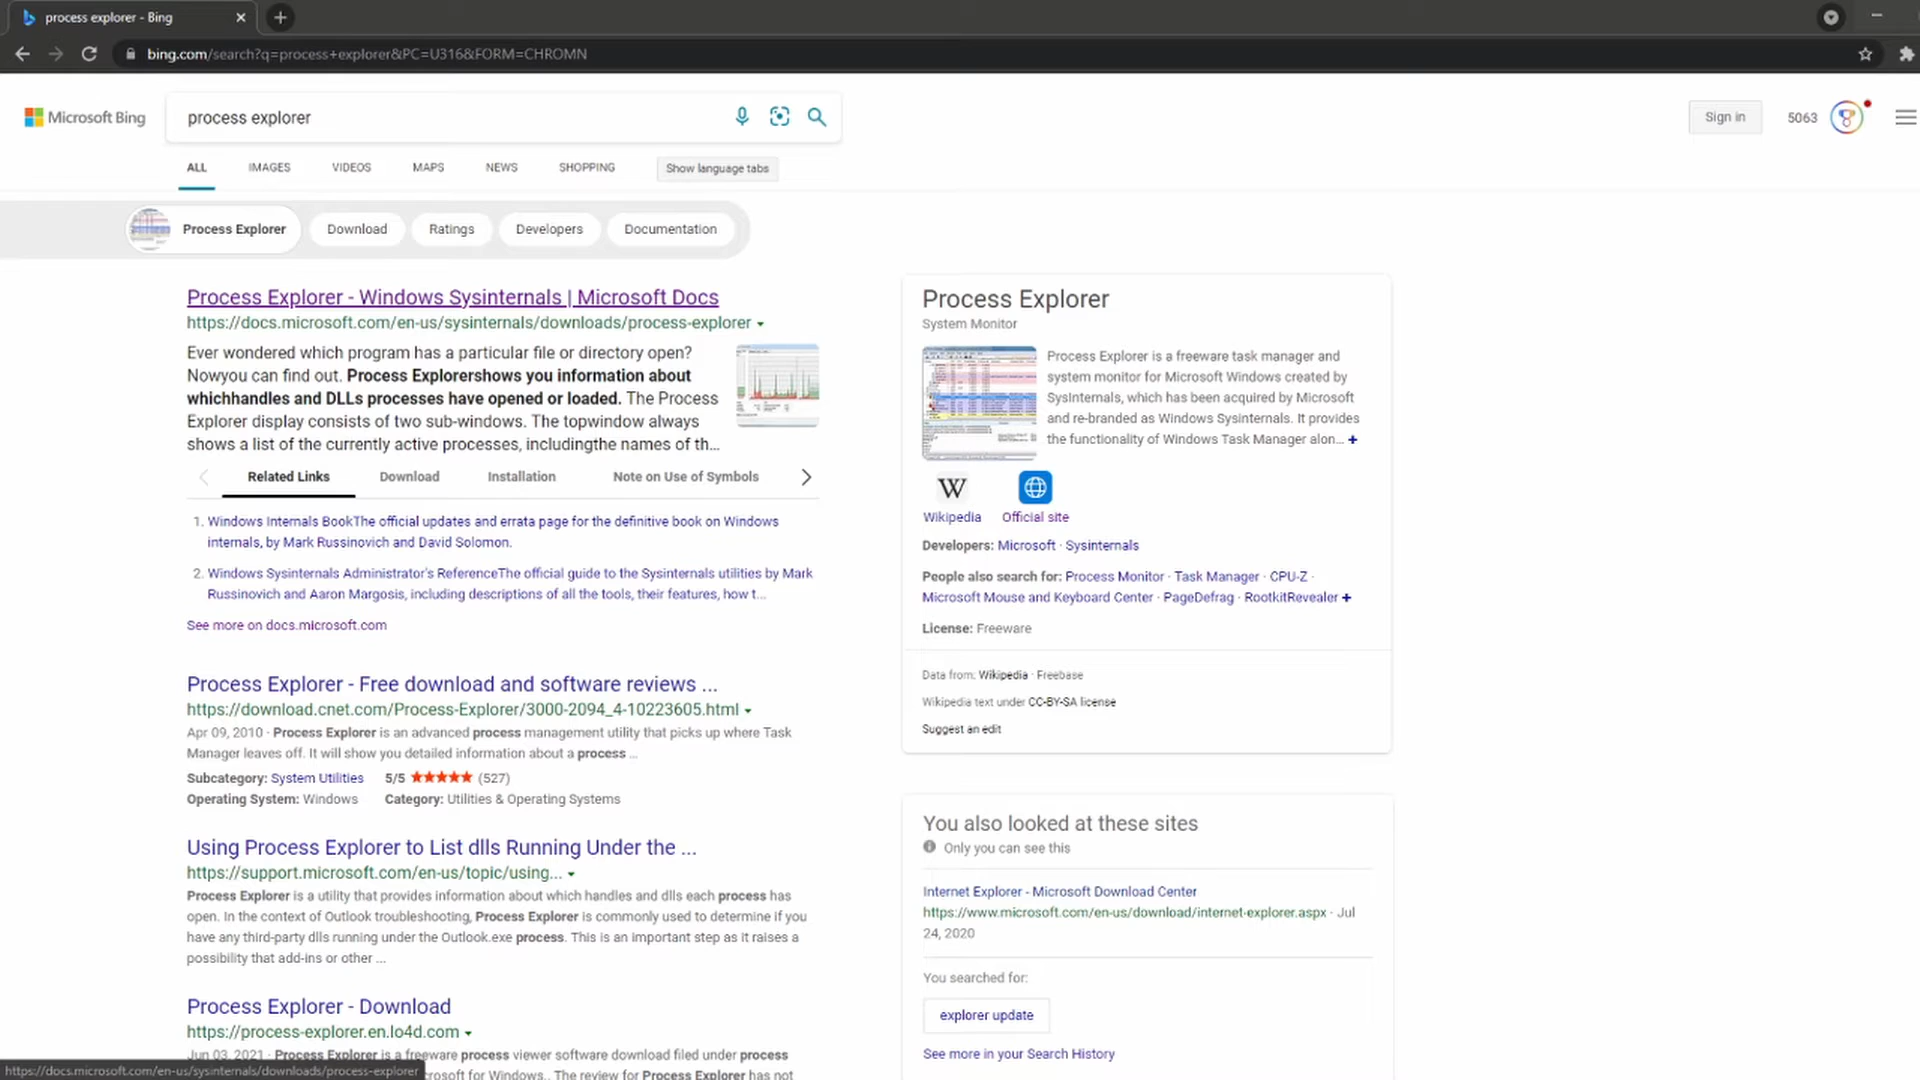 process explorer - Bing
bing.com/search?q=process+explorer&PC=U316&FORM=CHROMN
Microsoft Bing
process explorer
Sign in
5063
ALL
IMAGES
VIDEOS
MAPS
NEWS
SHOPPING
Show language tabs
Process Explorer
Download
Ratings
Developers
Documentation
Process Explorer - Windows Sysinternals | Microsoft Docs
https://docs.microsoft.com/en-us/sysinternals/downloads/process-explorer
Ever wondered which program has a particular file or directory open?
Nowyou can find out. Process Explorershows you information about
whichhandles and DLLs processes have opened or loaded. The Process
Explorer display consists of two sub-windows. The topwindow always
shows a list of the currently active processes, includingthe names of th...
Related Links
Download
Installation
Note on Use of Symbols
1. Windows Internals BookThe official updates and errata page for the definitive book on Windows
internals, by Mark Russinovich and David Solomon.
2. Windows Sysinternals Administrator's ReferenceThe official guide to the Sysinternals utilities by Mark
Russinovich and Aaron Margosis, including descriptions of all the tools, their features, how t...
See more on docs.microsoft.com
Process Explorer - Free download and software reviews ...
https://download.cnet.com/Process-Explorer/3000-2094_4-10223605.html
Apr 09, 2010 · Process Explorer is an advanced process management utility that picks up where Task
Manager leaves off. It will show you detailed information about a process ...
Subcategory: System Utilities 5/5 (527)
Operating System: Windows Category: Utilities & Operating Systems
Using Process Explorer to List dlls Running Under the ...
https://support.microsoft.com/en-us/topic/using...
Process Explorer is a utility that provides information about which handles and dlls each process has
open. In the context of Outlook troubleshooting, Process Explorer is commonly used to determine if you
have any third-party dlls running under the Outlook.exe process. This is an important step as it raises a
possibility that add-ins or other ...
Process Explorer - Download
https://process-explorer.en.lo4d.com
Jun 03, 2021 · Process Explorer is a freeware process viewer software download filed under process
crosoft for Windows.. The review for Process Explorer has not
https://docs.microsoft.com/en-us/sysinternals/downloads/process-explorer
Process Explorer
System Monitor
Process Explorer is a freeware task manager and
system monitor for Microsoft Windows created by
SysInternals, which has been acquired by Microsoft
and re-branded as Windows Sysinternals. It provides
the functionality of Windows Task Manager alon... +
W
Wikipedia
Official site
Developers: Microsoft · Sysinternals
People also search for: Process Monitor · Task Manager · CPU-Z ·
Microsoft Mouse and Keyboard Center · PageDefrag · RootkitRevealer +
License: Freeware
Data from: Wikipedia · Freebase
Wikipedia text under CC-BY-SA license
Suggest an edit
You also looked at these sites
Only you can see this
Internet Explorer - Microsoft Download Center
https://www.microsoft.com/en-us/download/internet-explorer.aspx · Jul
24, 2020
You searched for:
explorer update
See more in your Search History